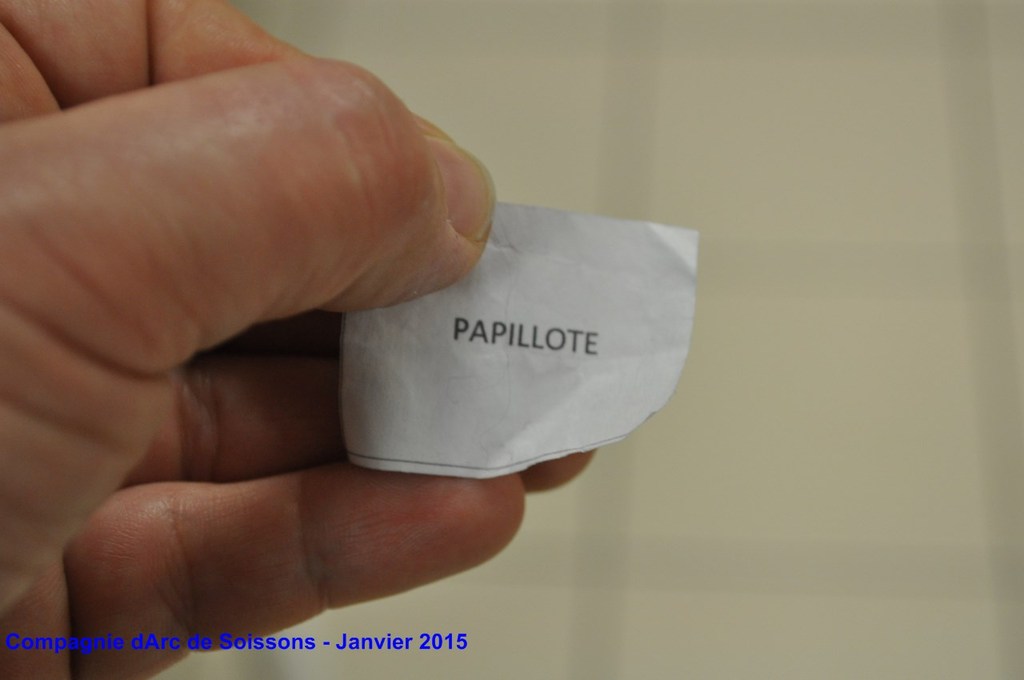 PAPILLOTE
Compagnie dArc de Soissons - Janvier 2015